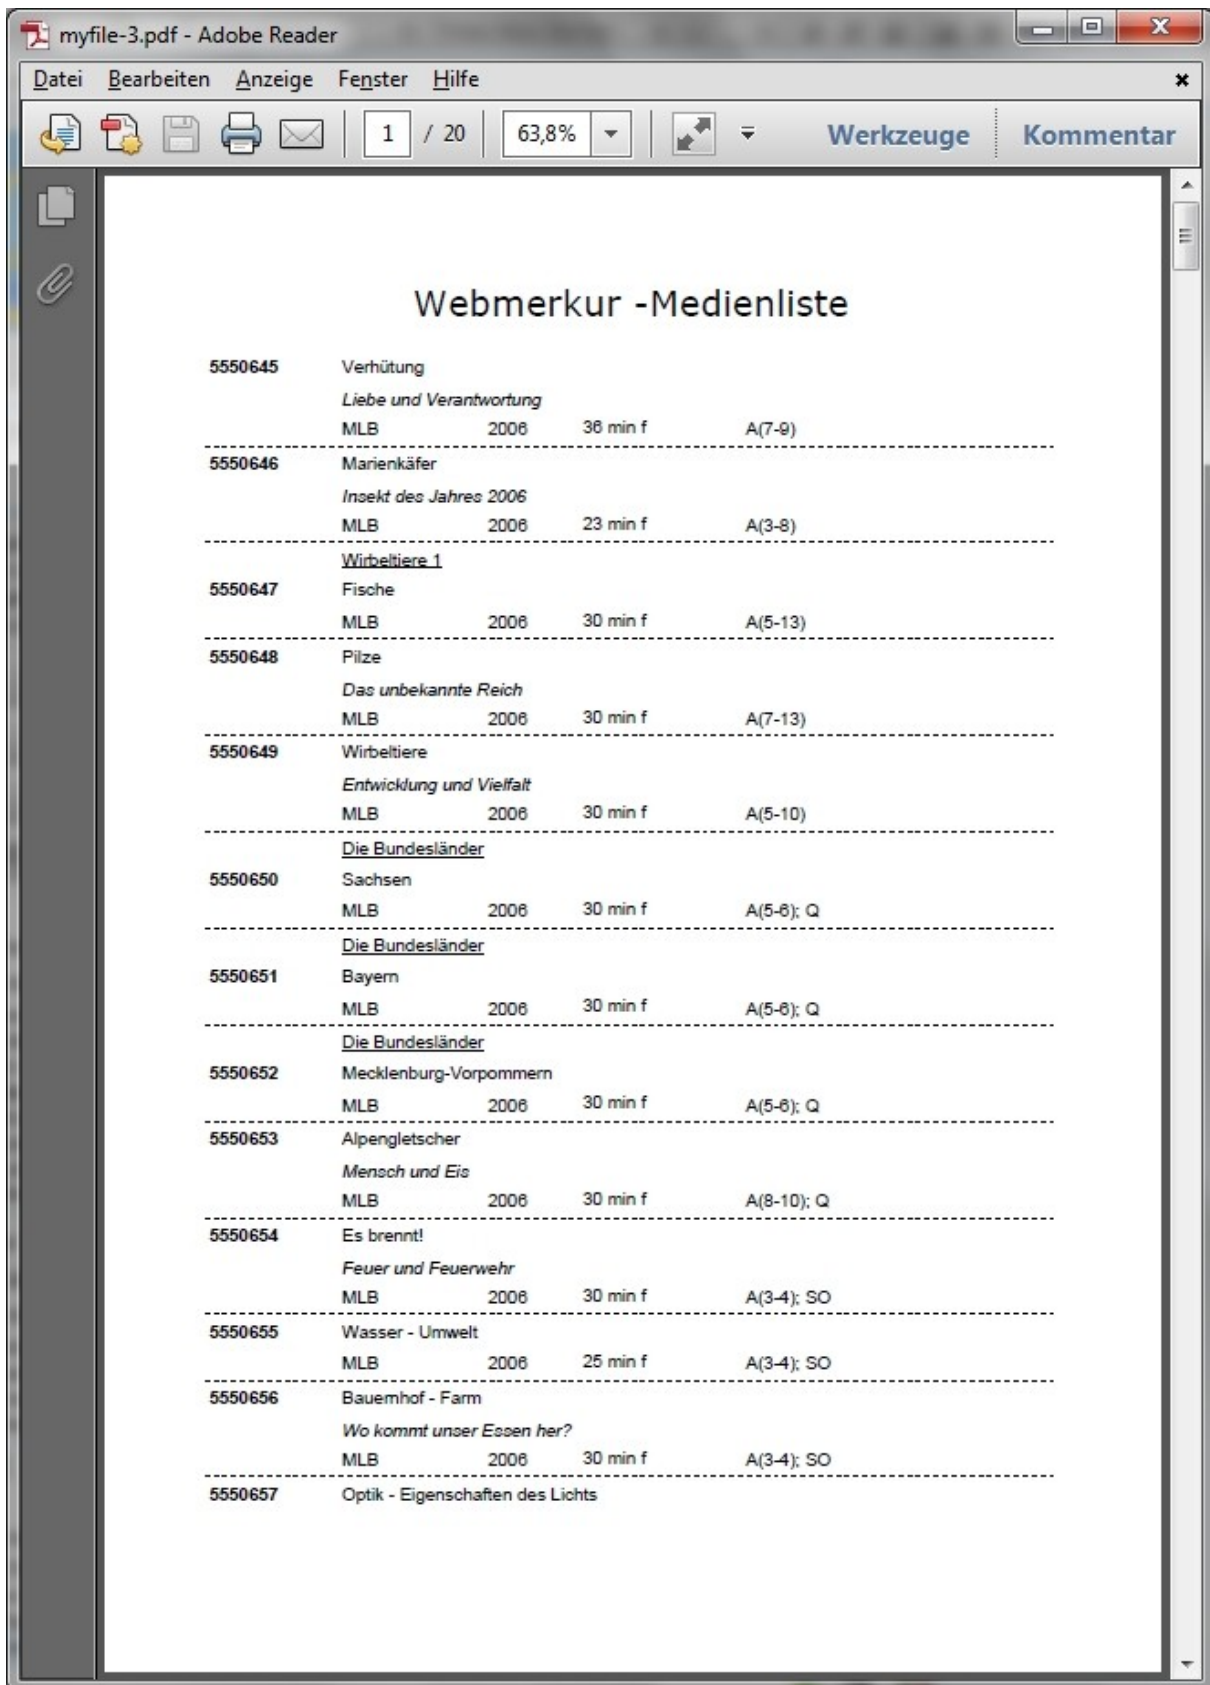 myfile-3.pdf - Adobe Reader
Datei Bearbeiten Anzeige Fenster Hilfe
1 / 20 63,8% Werkzeuge Kommentar
Webmerkur -Medienliste
5550645 Verhütung
Liebe und Verantwortung
MLB 2006 36 min f A(7-9)
5550646 Marienkäfer
Insekt des Jahres 2006
MLB 2006 23 min f A(3-8)
Wirbeltiere 1
5550647 Fische
MLB 2006 30 min f A(5-13)
5550648 Pilze
Das unbekannte Reich
MLB 2006 30 min f A(7-13)
5550649 Wirbeltiere
Entwicklung und Vielfalt
MLB 2006 30 min f A(5-10)
Die Bundesländer
5550650 Sachsen
MLB 2006 30 min f A(5-6); Q
Die Bundesländer
5550651 Bayern
MLB 2006 30 min f A(5-6); Q
Die Bundesländer
5550652 Mecklenburg-Vorpommern
MLB 2006 30 min f A(5-6); Q
5550653 Alpengletscher
Mensch und Eis
MLB 2006 30 min f A(8-10); Q
5550654 Es brennt!
Feuer und Feuerwehr
MLB 2006 30 min f A(3-4); SO
5550655 Wasser - Umwelt
MLB 2006 25 min f A(3-4); SO
5550656 Bauernhof - Farm
Wo kommt unser Essen her?
MLB 2006 30 min f A(3-4); SO
5550657 Optik - Eigenschaften des Lichts